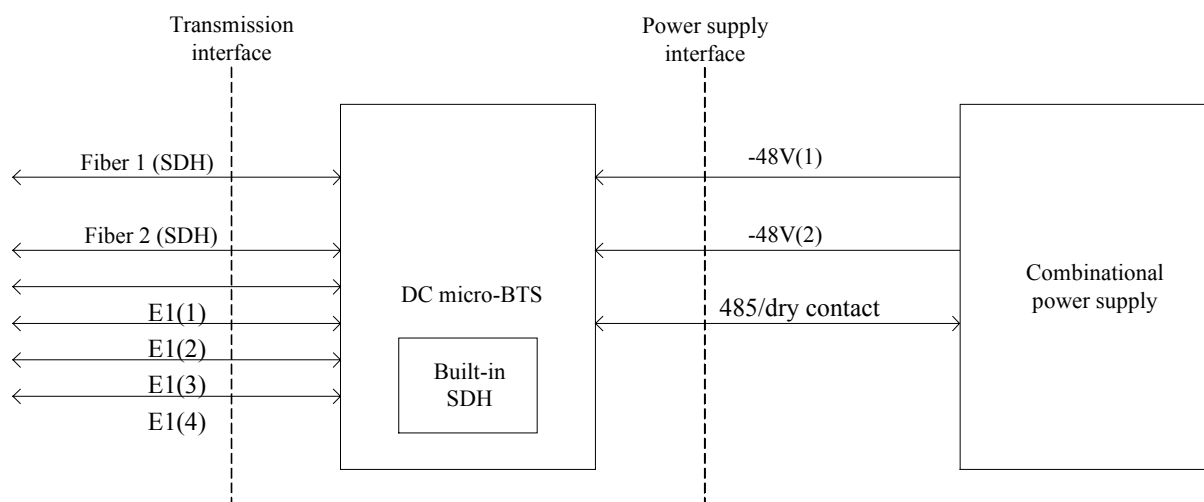 Transmission
interface
Power supply
interface
Fiber 1 (SDH)
-48V(1)
Fiber 2 (SDH)
-48V(2)
DC micro-BTS
Combinational
power supply
E1(1)
485/dry contact
E1(2)
E1(3)
E1(4)
Built-in
SDH